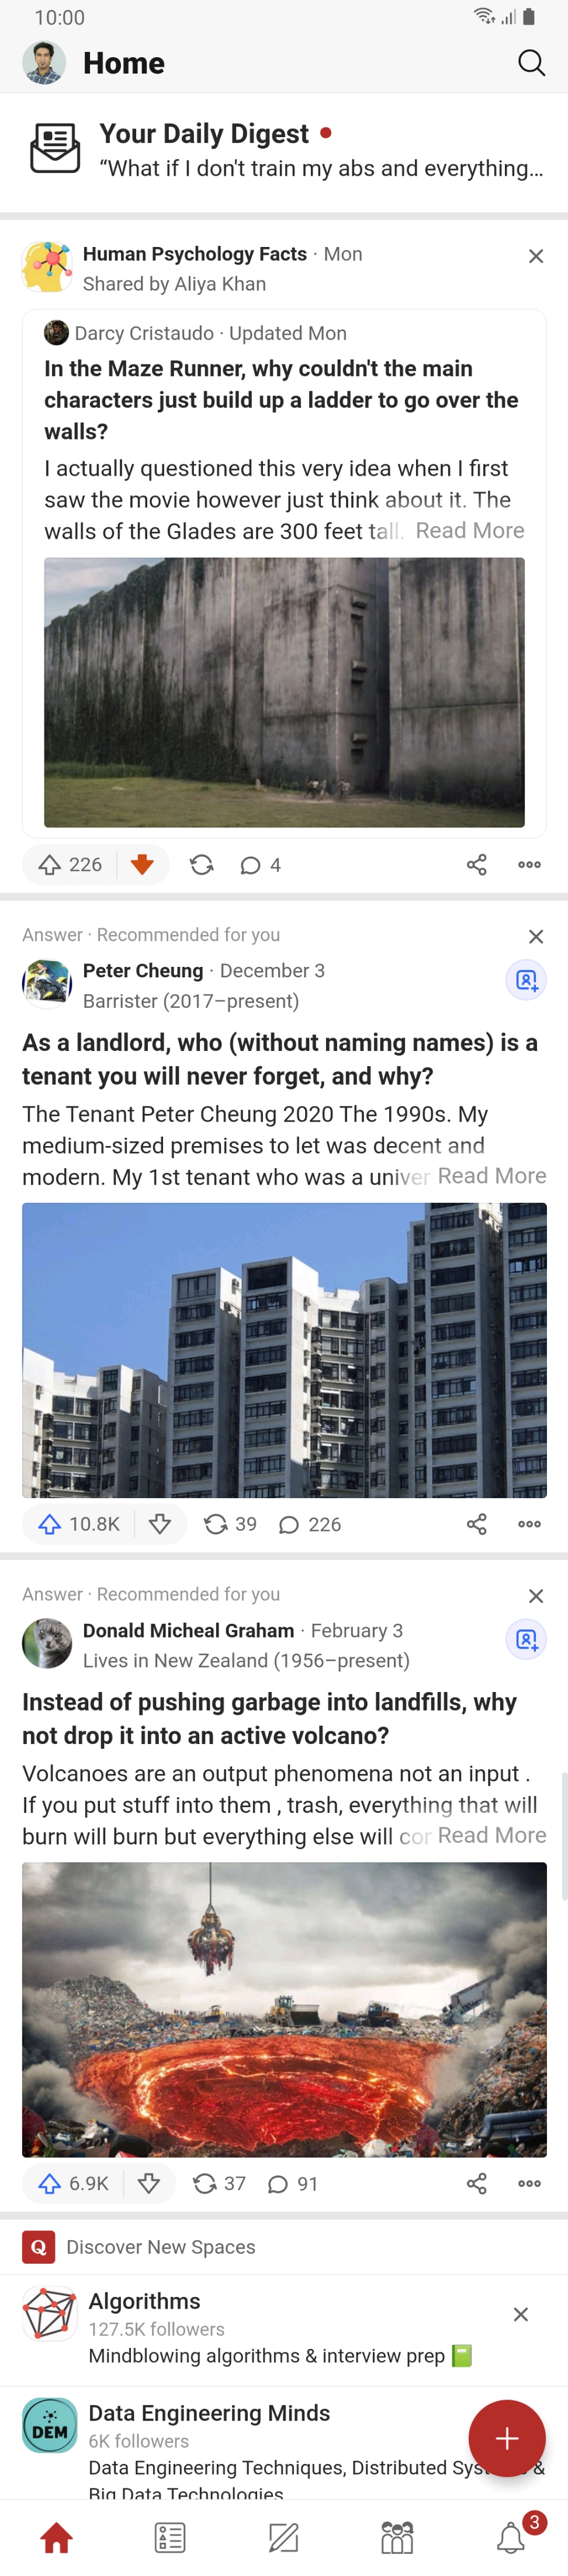 10:00
Home
Your Daily Digest
“What if I don't train my abs and everything...
Human Psychology Facts · Mon
Shared by Aliya Khan
Darcy Cristaudo · Updated Mon
In the Maze Runner, why couldn't the main
characters just build up a ladder to go over the
walls?
I actually questioned this very idea when I first
saw the movie however just think about it. The
walls of the Glades are 300 feet tall. Read More
226
4
Answer · Recommended for you
Peter Cheung · December 3
Barrister (2017–present)
As a landlord, who (without naming names) is a
tenant you will never forget, and why?
The Tenant Peter Cheung 2020 The 1990s. My
medium-sized premises to let was decent and
modern. My 1st tenant who was a univer Read More
10.8K
39
226
Answer · Recommended for you
Donald Micheal Graham · February 3
Lives in New Zealand (1956–present)
Instead of pushing garbage into landfills, why
not drop it into an active volcano?
Volcanoes are an output phenomena not an input .
If you put stuff into them , trash, everything that will
burn will burn but everything else will cor Read More
6.9K
37
91
Q
Discover New Spaces
Algorithms
127.5K followers
Mindblowing algorithms & interview prep 📗
DEM
Data Engineering Minds
6K followers
Data Engineering Techniques, Distributed &
Big Data Technologies
3